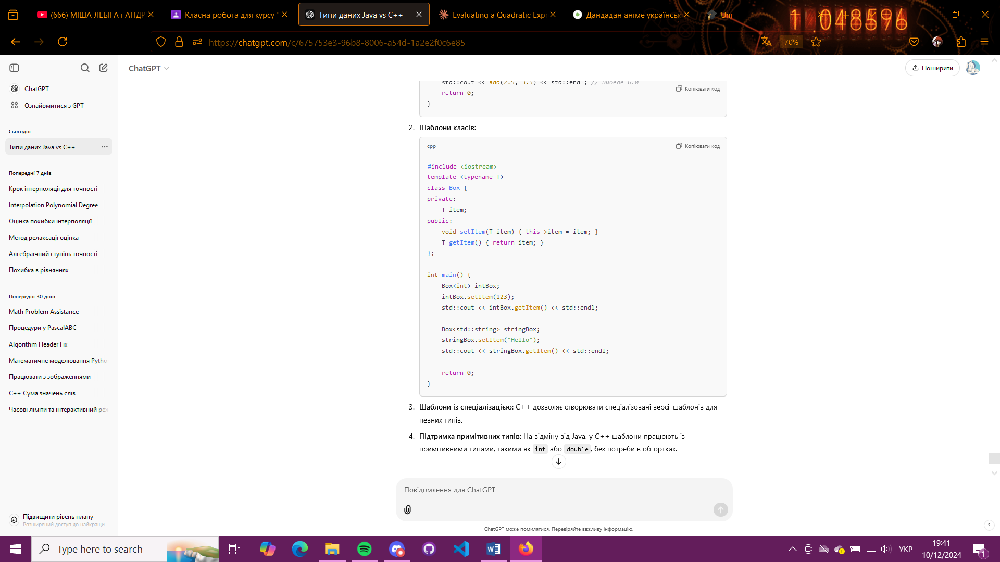 (666) МІША ЛЕБІГА і АНДР
Класна робота для курсу "
Типи даних Java vs C++
Evaluating a Quadratic Expr
Дандадан аніме українськ
Uni
https://chatgpt.com/c/675753e3-96b8-8006-a54d-1a2e2f0c6e85
70%
ChatGPT
Поширити
ChatGPT
Ознайомитися з GPT
Сьогодні
Типи даних Java vs C++
Попередні 7 днів
Крок інтерполяції для точності
Interpolation Polynomial Degree
Оцінка похибки інтерполяції
Метод релаксації оцінка
Алгебраїчний ступінь точності
Похибка в рівняннях
Попередні 30 днів
Math Problem Assistance
Процедури у PascalABC
Algorithm Header Fix
Математичне моделювання Pytho
Працювати з зображеннями
C++ Сума значень слів
Часові ліміти та інтерактивний реж
Підвищити рівень плану
Розширений доступ до найкращи...
std::cout << add(2.5, 3.5) << std::endl; // Виведе 6.0
Копіювати код
return 0;
}
2. Шаблони класів:
cpp
Копіювати код
#include <iostream>
template <typename T>
class Box {
private:
T item;
public:
void setItem(T item) { this->item = item; }
T getItem() { return item; }
};
int main() {
Box<int> intBox;
intBox.setItem(123);
std::cout << intBox.getItem() << std::endl;
Box<std::string> stringBox;
stringBox.setItem("Hello");
std::cout << stringBox.getItem() << std::endl;
return 0;
}
3. Шаблони із спеціалізацією: C++ дозволяє створювати спеціалізовані версії шаблонів для
певних типів.
4. Підтримка примітивних типів: На відміну від Java, у C++ шаблони працюють із
примітивними типами, такими як int або double, без потреби в обгортках.
Повідомлення для ChatGPT
ChatGPT може помилятися. Перевіряйте важливу інформацію.
?
Type here to search
УКР
19:41
10/12/2024
1